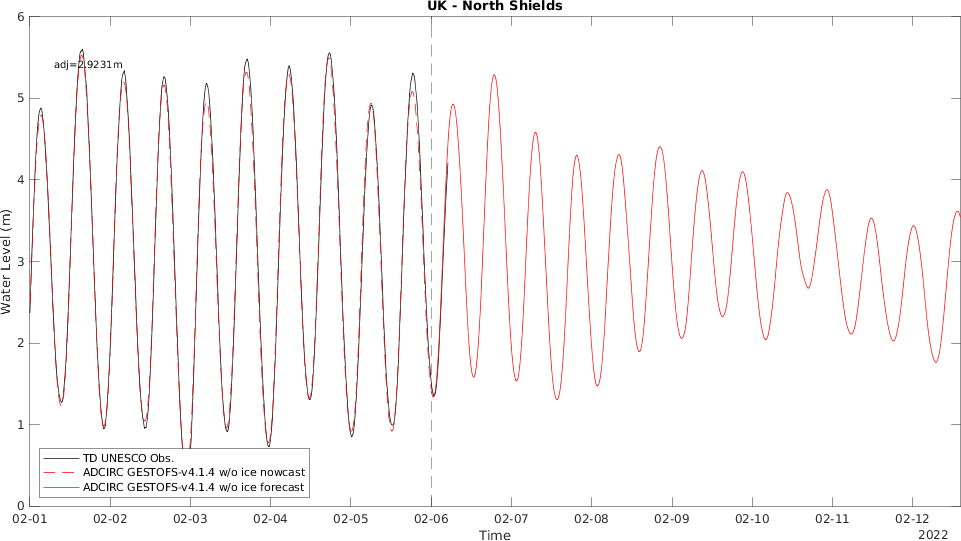 UK - North Shields
6
adj=2.9231m
5
4
3
2
1
0
Water Level (m)
TD UNESCO Obs.
ADCIRC GESTOFS-v4.1.4 w/o ice nowcast
ADCIRC GESTOFS-v4.1.4 w/o ice forecast
02-01 02-02 02-03 02-04 02-05 02-06 02-07 02-08 02-09 02-10 02-11 02-12
Time
2022